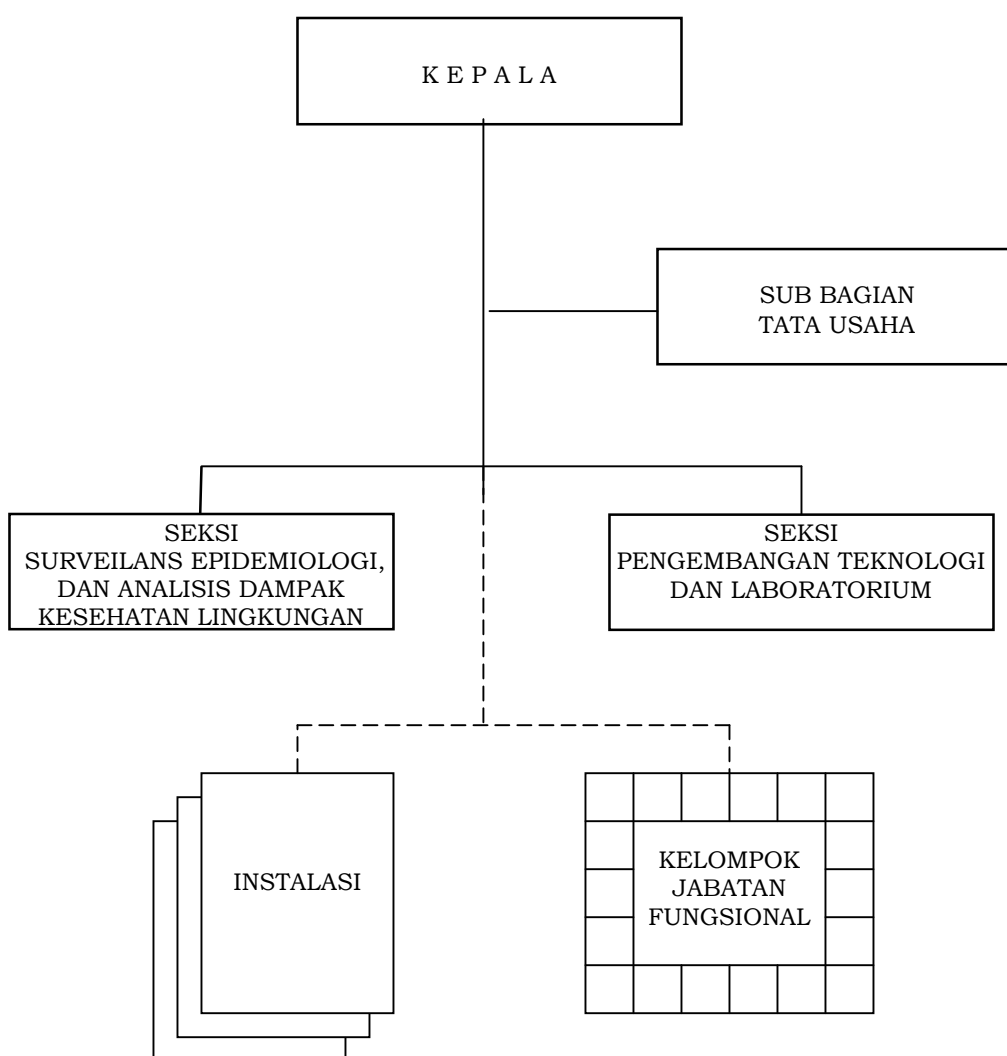 K E P A L A
SUB BAGIAN
TATA USAHA
SEKSI
SURVEILANS EPIDEMIOLOGI,
DAN ANALISIS DAMPAK
KESEHATAN LINGKUNGAN
SEKSI
PENGEMBANGAN TEKNOLOGI
DAN LABORATORIUM
INSTALASI
KELOMPOK
JABATAN
FUNGSIONAL